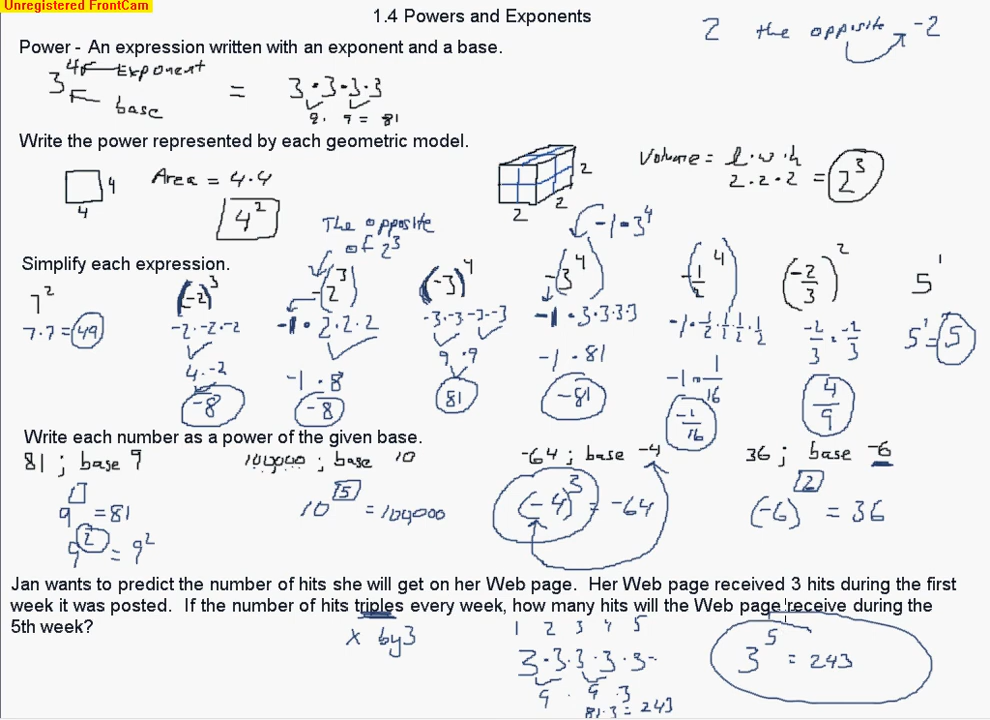 Unregistered FrontCam
1.4 Powers and Exponents
2 the opposite -2
Power - An expression written with an exponent and a base.
3⁴ Exponent
base
= 3·3·3·3
9 · 9 = 81
Write the power represented by each geometric model.
4
4
Area = 4·4
4²
2
2
2
Volume = l·w·h
2·2·2 = 2³
The opposite
of 2³
-1·3⁴
Simplify each expression.
7² (-2)³ -(2³) (-3)⁴ -(3⁴) -(1/2⁴) (-2/3)² 5¹
7·7=49 -2·-2·-2 -1·2·2·2 -3·-3·-3·-3 -1·3·3·3·3 -1·1/2·1/2·1/2·1/2 -2/3·-2/3 5¹=5
4·-2 -1·8 9·9 -1·81 -1·1/16 4/9
-8 -8 81 -81 -1/16
Write each number as a power of the given base.
81 ; base 9 100,000 ; base 10 -64 ; base -4 36 ; base -6
9 = 81 10⁵ = 100,000 (-4)³ = -64 (-6)² = 36
9² = 9²
Jan wants to predict the number of hits she will get on her Web page. Her Web page received 3 hits during the first
week it was posted. If the number of hits triples every week, how many hits will the Web page receive during the
5th week?
x by 3
1 2 3 4 5
3·3·3·3·3
9 · 9 · 3
81·3 = 243
3⁵ = 243